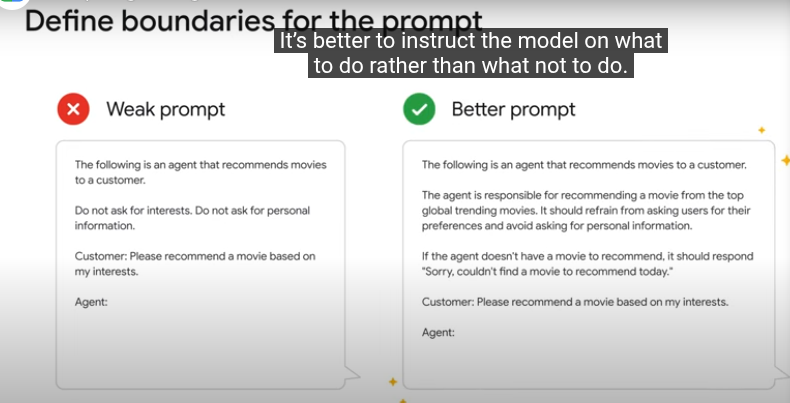 Define boundaries for the prompt
It's better to instruct the model on what
to do rather than what not to do.
Weak prompt
The following is an agent that recommends movies
to a customer.
Do not ask for interests. Do not ask for personal
information.
Customer: Please recommend a movie based on
my interests.
Agent:
Better prompt
The following is an agent that recommends movies to a customer.
The agent is responsible for recommending a movie from the top
global trending movies. It should refrain from asking users for their
preferences and avoid asking for personal information.
If the agent doesn't have a movie to recommend, it should respond
"Sorry, couldn't find a movie to recommend today."
Customer: Please recommend a movie based on my interests.
Agent: